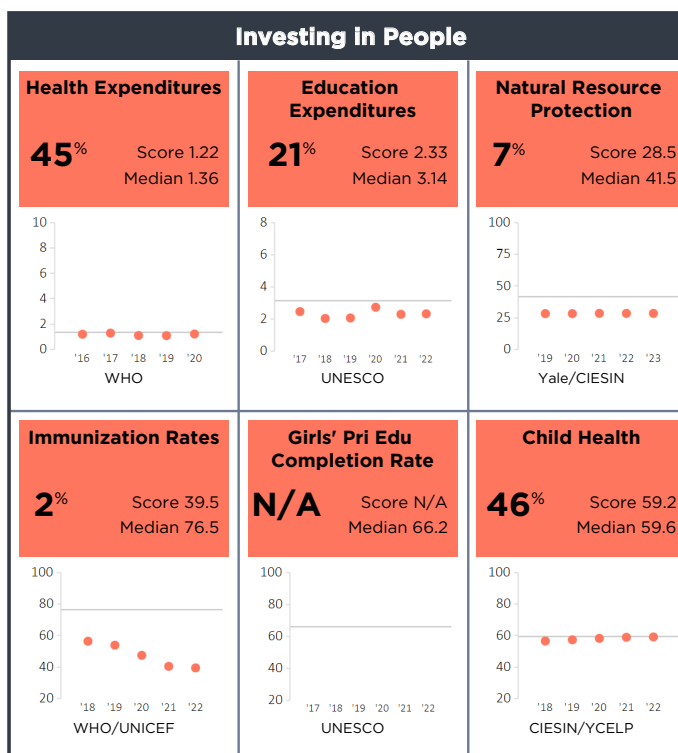 Investing in People
Health Expenditures
45%
Score 1.22
Median 1.36
10
8
6
4
2
0
'16 '17 '18 '19 '20
WHO
Education
Expenditures
21%
Score 2.33
Median 3.14
8
6
4
2
0
'17 '18 '19 '20 '21 '22
UNESCO
Natural Resource
Protection
7%
Score 28.5
Median 41.5
100
75
50
25
0
'19 '20 '21 '22 '23
Yale/CIESIN
Immunization Rates
2%
Score 39.5
Median 76.5
100
80
60
40
20
'18 '19 '20 '21 '22
WHO/UNICEF
Girls' Pri Edu
Completion Rate
N/A
Score N/A
Median 66.2
100
80
60
40
20
'17 '18 '19 '20 '21 '22
UNESCO
Child Health
46%
Score 59.2
Median 59.6
100
80
60
40
20
'18 '19 '20 '21 '22
CIESIN/YCELP